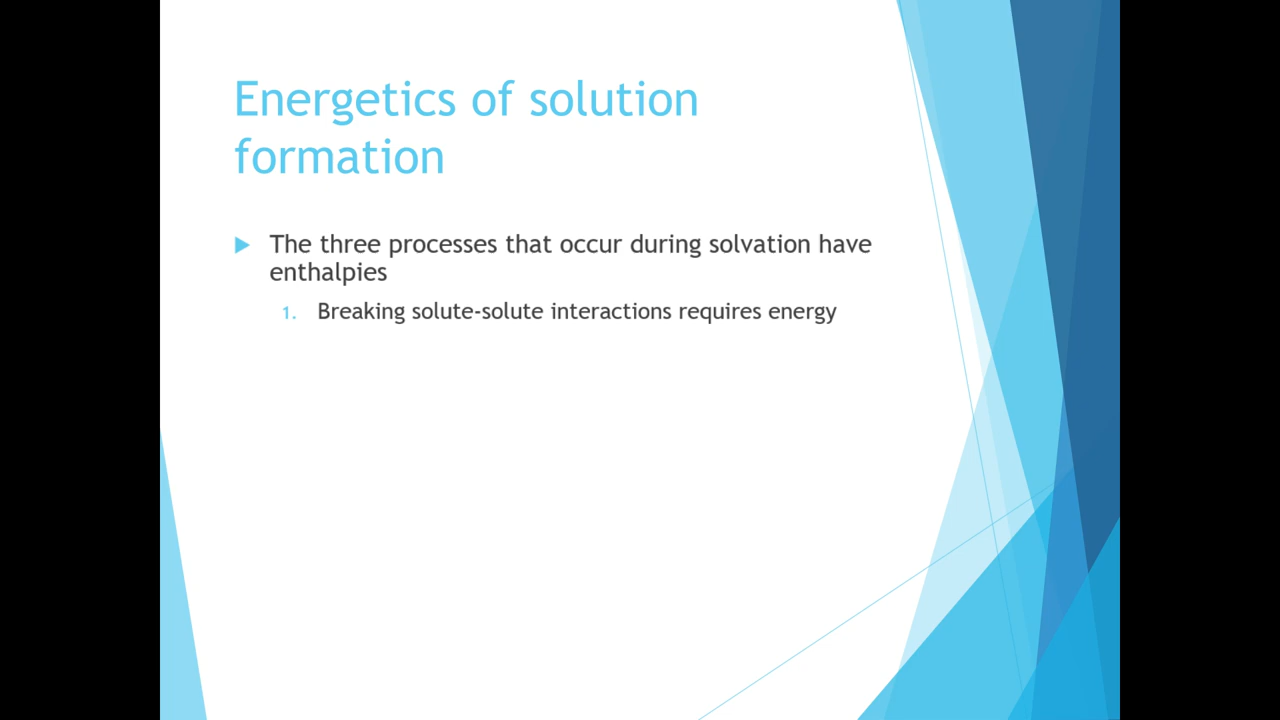 Energetics of solution
formation
The three processes that occur during solvation have
enthalpies
1. Breaking solute-solute interactions requires energy